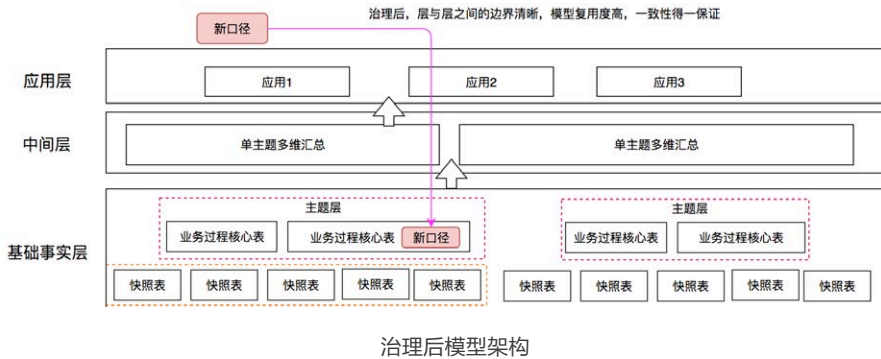 新口径
治理后，层与层之间的边界清晰，模型复用度高，一致性得一保证
应用层
应用1
应用2
应用3
中间层
单主题多维汇总
单主题多维汇总
基础事实层
主题层
业务过程核心表
业务过程核心表
新口径
主题层
业务过程核心表
业务过程核心表
快照表
快照表
快照表
快照表
快照表
快照表
快照表
快照表
快照表
快照表
治理后模型架构